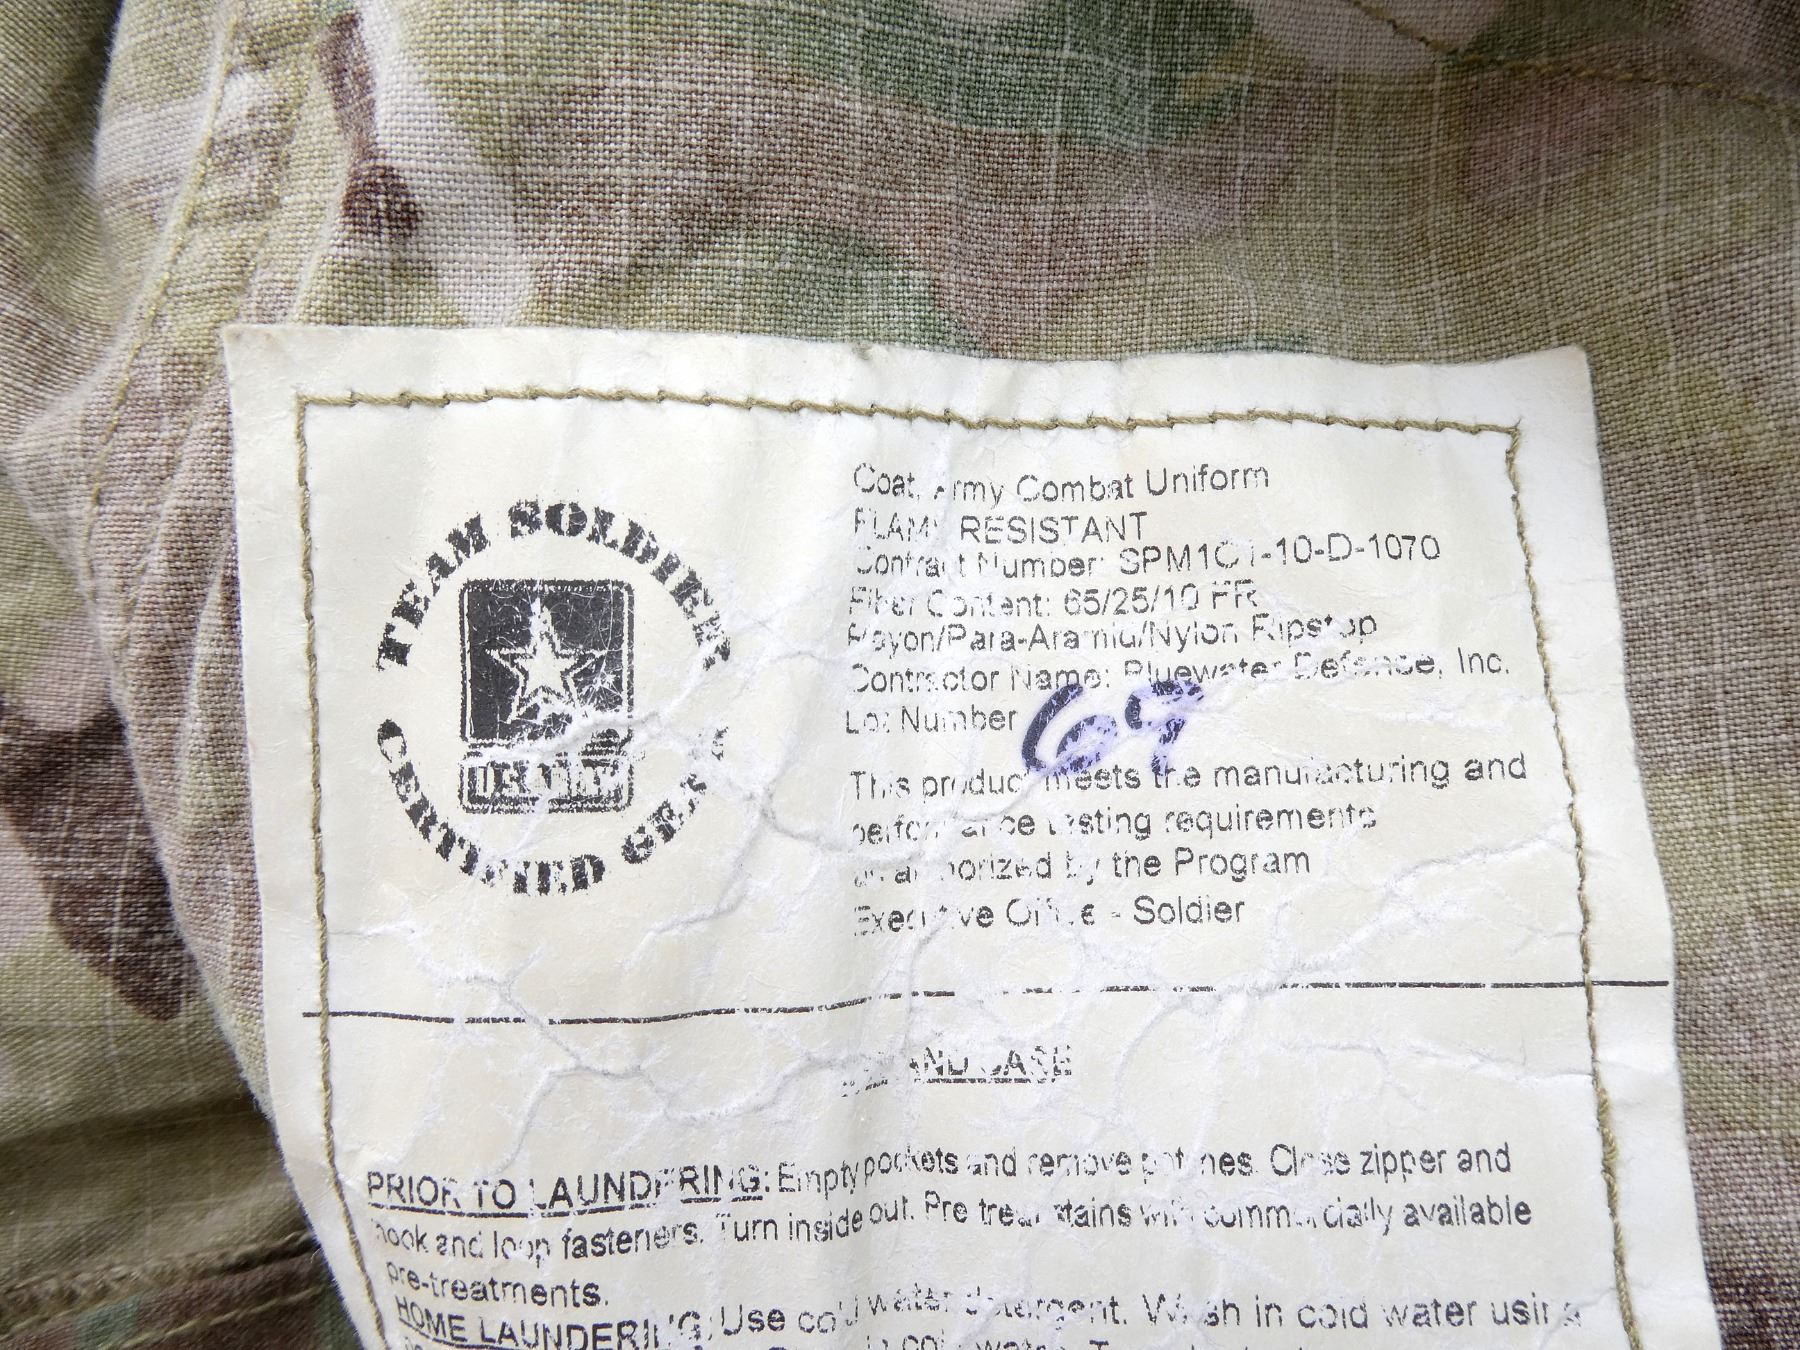 TEAM SOLDIER
CERTIFIED GEAR
U.S. ARMY
Coat, Army Combat Uniform
FLAME RESISTANT
Contract Number: SPM1C1-10-D-1070
Fiber Content: 65/25/10 FR
Rayon/Para-Aramid/Nylon Ripstop
Contractor Name: Bluewater Defense, Inc.
Lot Number 69
This product meets the manufacturing and
performance testing requirements
as authorized by the Program
Executive Office - Soldier
AND CARE
PRIOR TO LAUNDERING: Empty pockets and remove patches. Close zipper and
hook and loop fasteners. Turn inside out. Pre treat stains with commercially available
pre-treatments.
HOME LAUNDERING: Use cold water detergent. Wash in cold water using